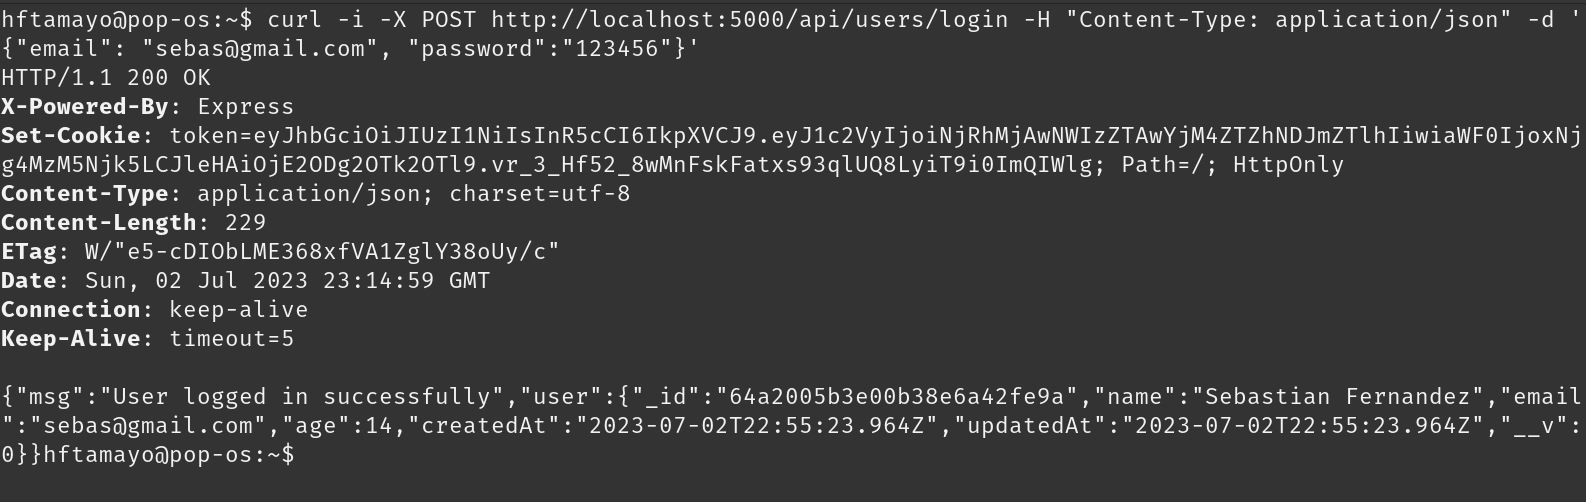 hftamayo@pop-os:~$ curl -i -X POST http://localhost:5000/api/users/login -H "Content-Type: application/json" -d '
{"email": "sebas@gmail.com", "password":"123456"}'
HTTP/1.1 200 OK
X-Powered-By: Express
Set-Cookie: token=eyJhbGciOiJIUzI1NiIsInR5cCI6IkpXVCJ9.eyJ1c2VyIjoiNjRhMjAwNWIzZTAwYjM4ZTZhNDJmZTlhIiwiaWF0IjoxNj
g4MzM5Njk5LCJleHAiOjE2ODg2OTk2OTl9.vr_3_Hf52_8wMnFskFatxs93qlUQ8LyiT9i0ImQIWlg; Path=/; HttpOnly
Content-Type: application/json; charset=utf-8
Content-Length: 229
ETag: W/"e5-cDIObLME368xfVA1ZglY38oUy/c"
Date: Sun, 02 Jul 2023 23:14:59 GMT
Connection: keep-alive
Keep-Alive: timeout=5
{"msg":"User logged in successfully","user":{"_id":"64a2005b3e00b38e6a42fe9a","name":"Sebastian Fernandez","email
":"sebas@gmail.com","age":14,"createdAt":"2023-07-02T22:55:23.964Z","updatedAt":"2023-07-02T22:55:23.964Z","__v":
0}}hftamayo@pop-os:~$